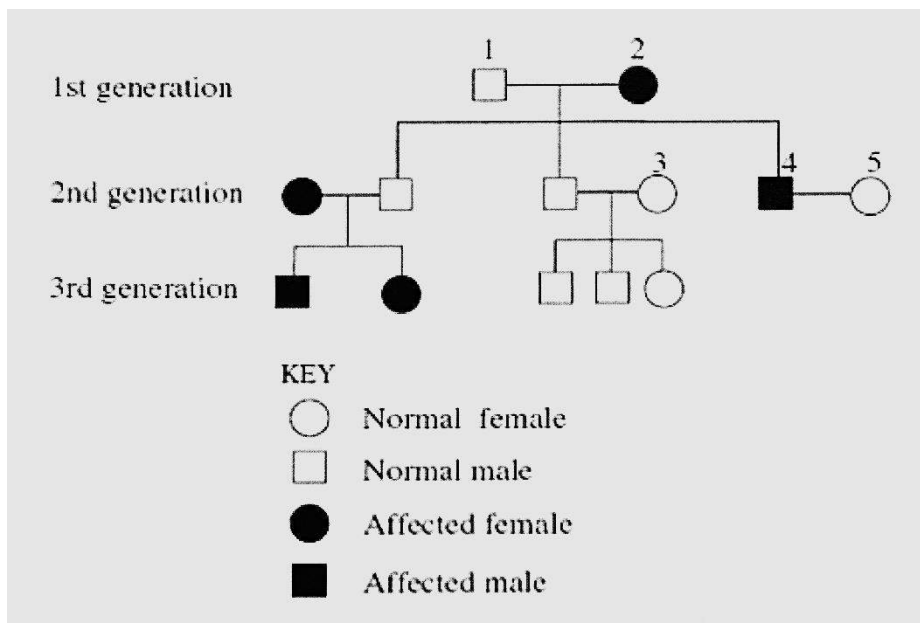 1 2
1st generation
3 4 5
2nd generation
3rd generation
KEY
Normal female
Normal male
Affected female
Affected male